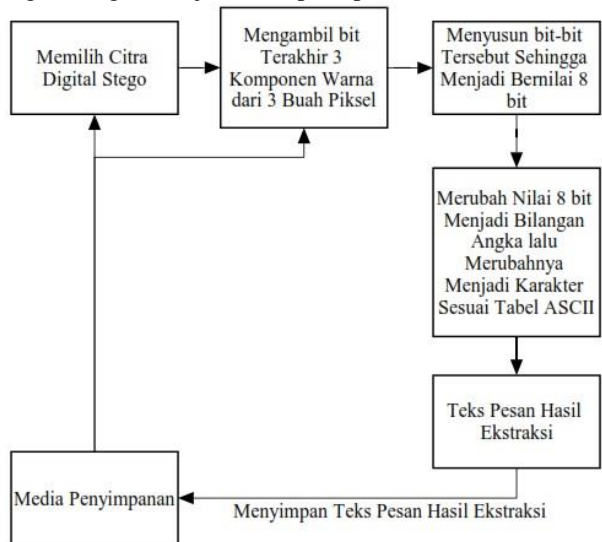 Memilih Citra
Digital Stego
Mengambil bit
Terakhir 3
Komponen Warna
dari 3 Buah Piksel
Menyusun bit-bit
Tersebut Sehingga
Menjadi Bernilai 8
bit
Merubah Nilai 8 bit
Menjadi Bilangan
Angka lalu
Merubahnya
Menjadi Karakter
Sesuai Tabel ASCII
Teks Pesan Hasil
Ekstraksi
Menyimpan Teks Pesan Hasil Ekstraksi
Media Penyimpanan